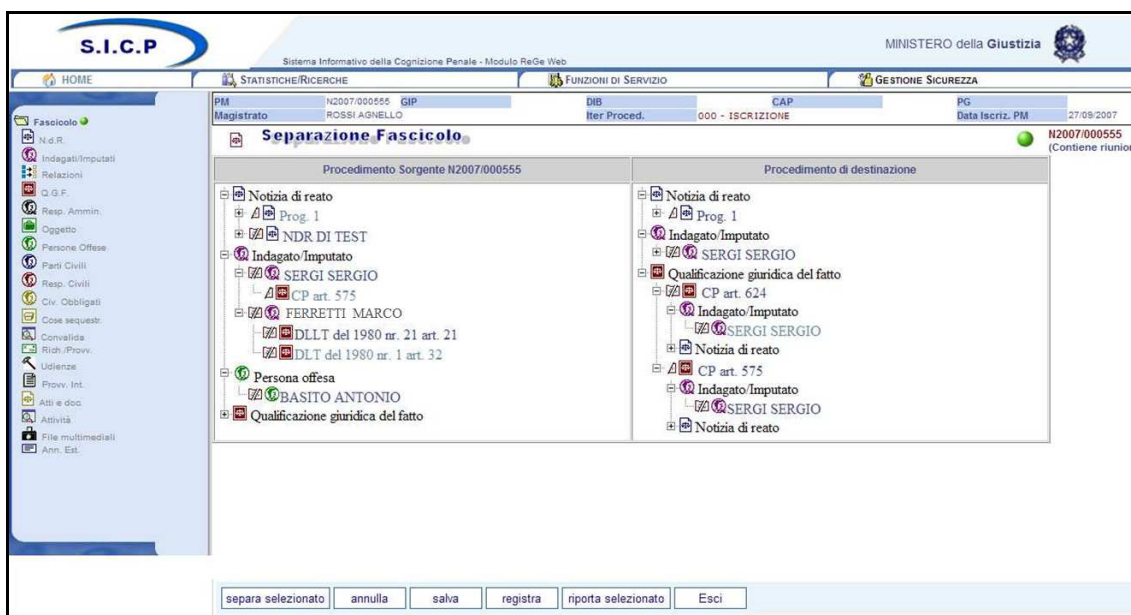 S.I.C.P
Sistema Informativo della Cognizione Penale - Modulo ReGe Web
MINISTERO della Giustizia
HOME
STATISTICHE/RICERCHE
FUNZIONI DI SERVIZIO
GESTIONE SICUREZZA
PM N2007/000555 GIP DIB CAP PG
Magistrato ROSSI AGNELLO Iter Proced. 000 - ISCRIZIONE Data Iscriz. PM 27/09/2007
Fascicolo
N.d.R.
Indagati/Imputati
Relazioni
Q.G.F.
Resp. Ammin.
Oggetto
Persone Offese
Parti Civili
Resp. Civili
Civ. Obbligati
Cose sequestr.
Convalida
Rich./Provv.
Udienze
Provv. Int.
Atti e doc.
Attività
File multimediali
Ann. Est.
Separazione Fascicolo
N2007/000555
(Contiene riunion
Procedimento Sorgente N2007/000555
Notizia di reato
Prog. 1
NDR DI TEST
Indagato/Imputato
SERGI SERGIO
CP art. 575
FERRETTI MARCO
DLLT del 1980 nr. 21 art. 21
DLT del 1980 nr. 1 art. 32
Persona offesa
BASITO ANTONIO
Qualificazione giuridica del fatto
Procedimento di destinazione
Notizia di reato
Prog. 1
Indagato/Imputato
SERGI SERGIO
Qualificazione giuridica del fatto
CP art. 624
Indagato/Imputato
SERGI SERGIO
Notizia di reato
CP art. 575
Indagato/Imputato
SERGI SERGIO
Notizia di reato
separa selezionato annulla salva registra riporta selezionato Esci